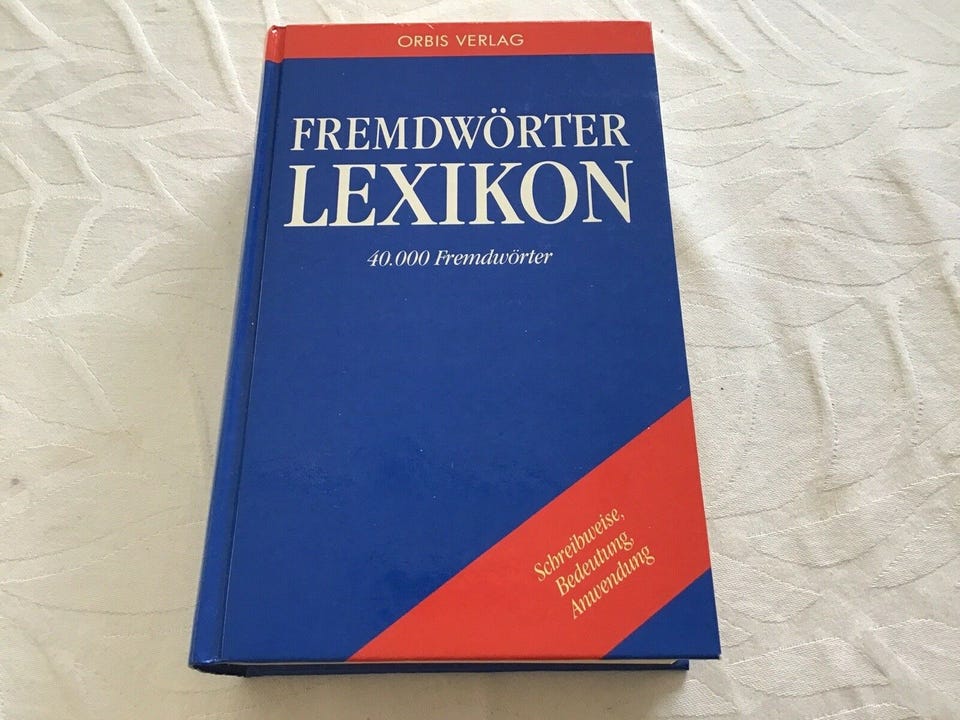 ORBIS VERLAG
FREMDWÖRTER
LEXIKON
40.000 Fremdwörter
Schreibweise,
Bedeutung,
Anwendung